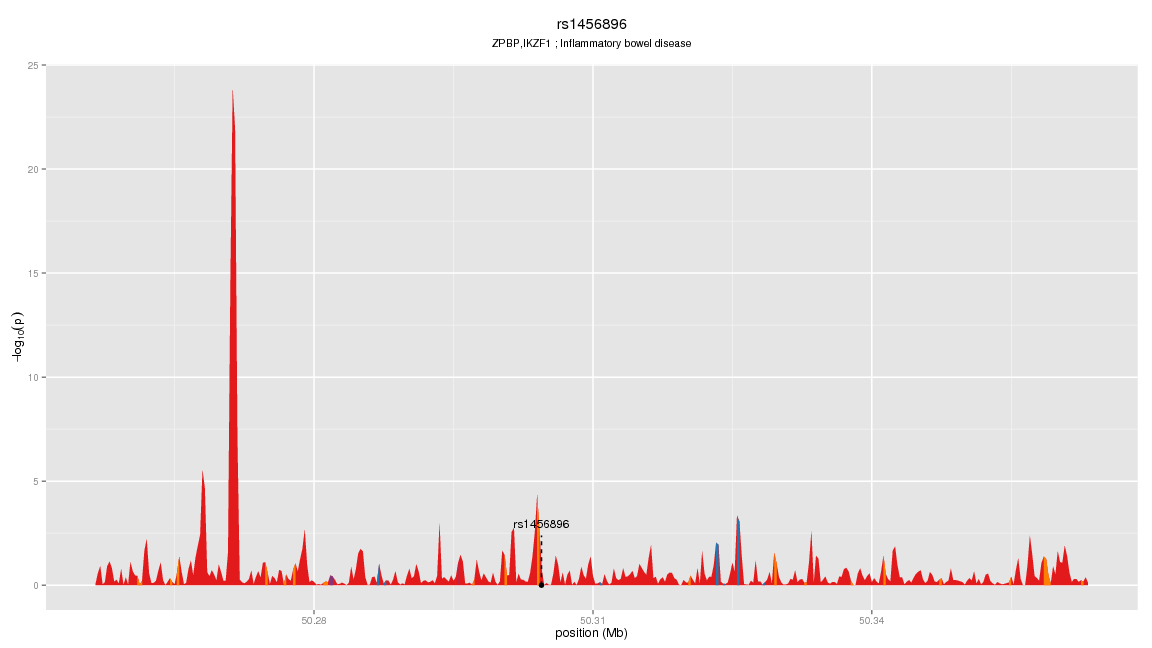 rs1456896
ZPBP,IKZF1 ; Inflammatory bowel disease
25
20
15
10
5
0
−log10(p)
rs1456896
50.28
50.31
50.34
position (Mb)